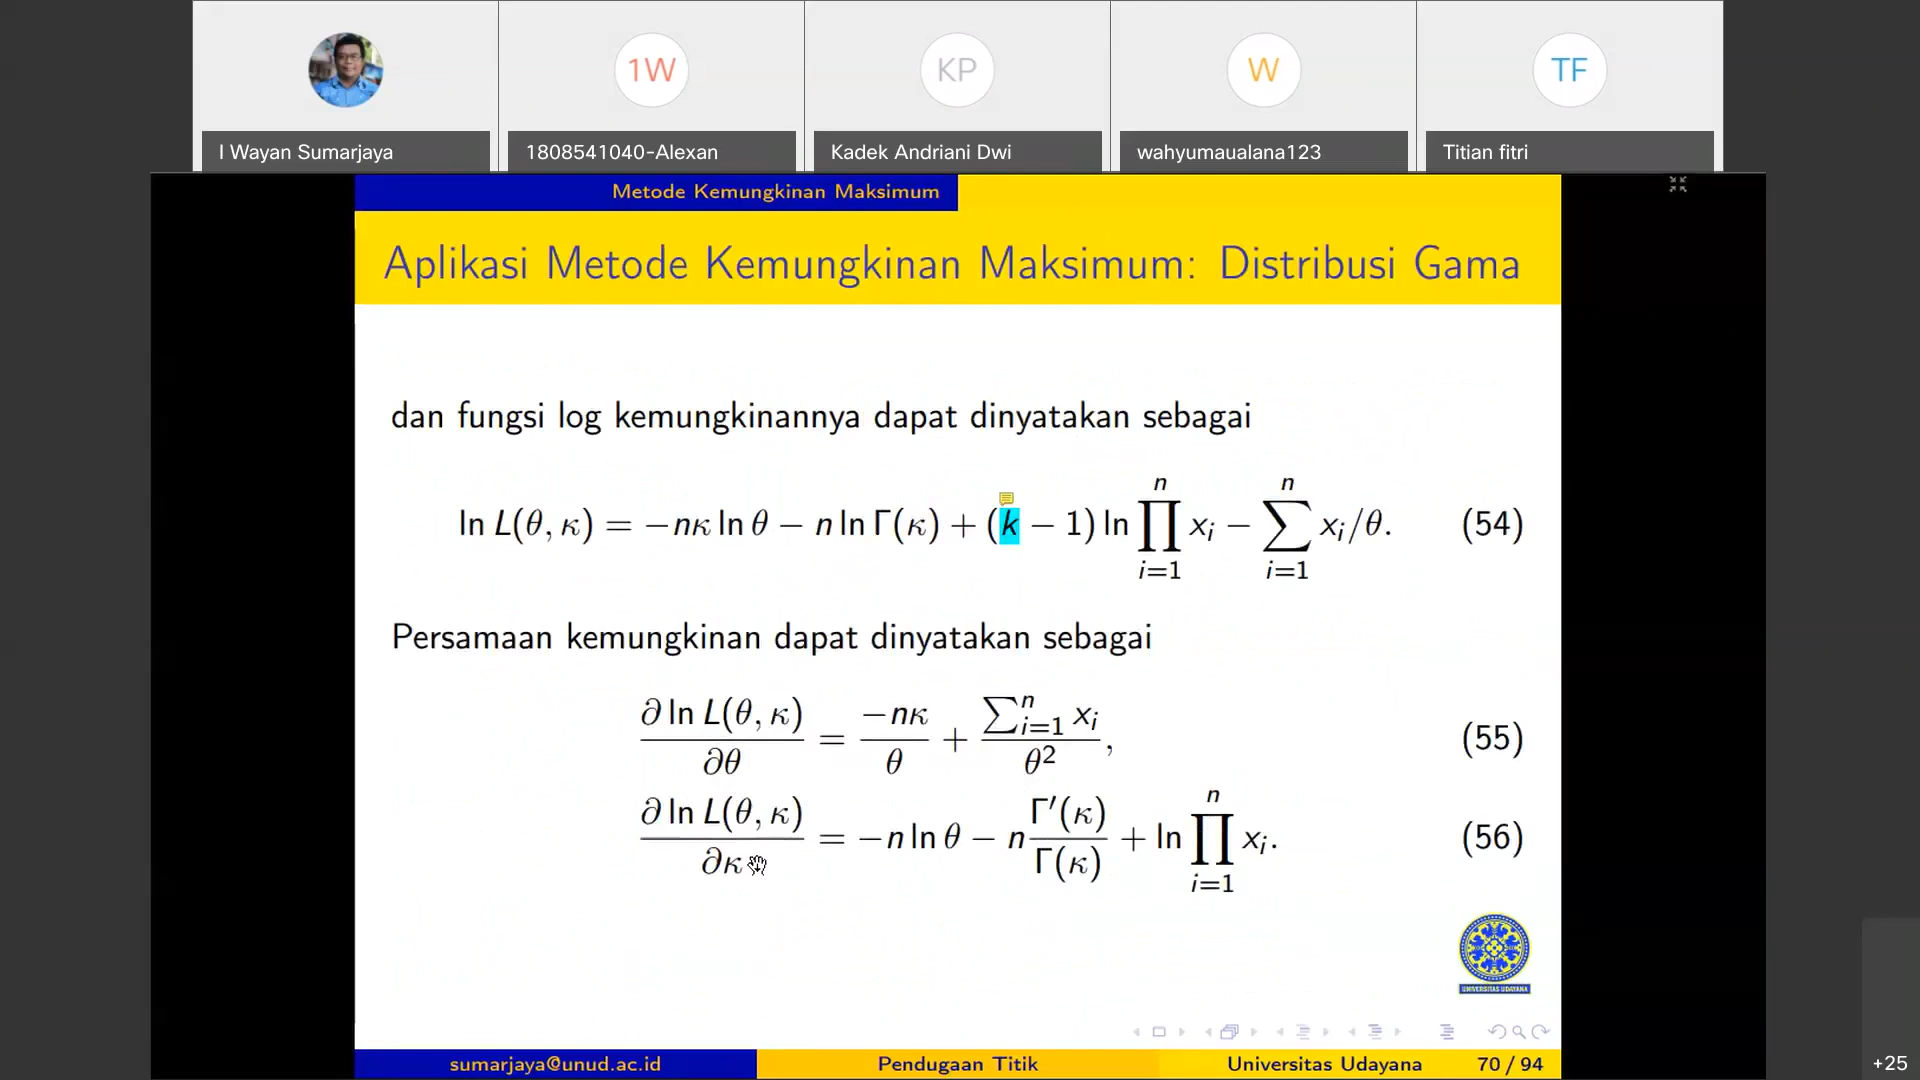 1W
KP
W
TF
I Wayan Sumarjaya
1808541040-Alexan
Kadek Andriani Dwi
wahyumaualana123
Titian fitri
Metode Kemungkinan Maksimum
Aplikasi Metode Kemungkinan Maksimum: Distribusi Gama
dan fungsi log kemungkinannya dapat dinyatakan sebagai
ln L(θ, κ) = −nκ ln θ − n ln Γ(κ) + (k − 1) ln ∏_{i=1}^{n} x_i − ∑_{i=1}^{n} x_i/θ. (54)
Persamaan kemungkinan dapat dinyatakan sebagai
∂ ln L(θ, κ)/∂θ = −nκ/θ + ∑_{i=1}^{n} x_i/θ², (55)
∂ ln L(θ, κ)/∂κ = −n ln θ − n Γ′(κ)/Γ(κ) + ln ∏_{i=1}^{n} x_i. (56)
UNIVERSITAS UDAYANA
sumarjaya@unud.ac.id
Pendugaan Titik
Universitas Udayana
70 / 94
+25